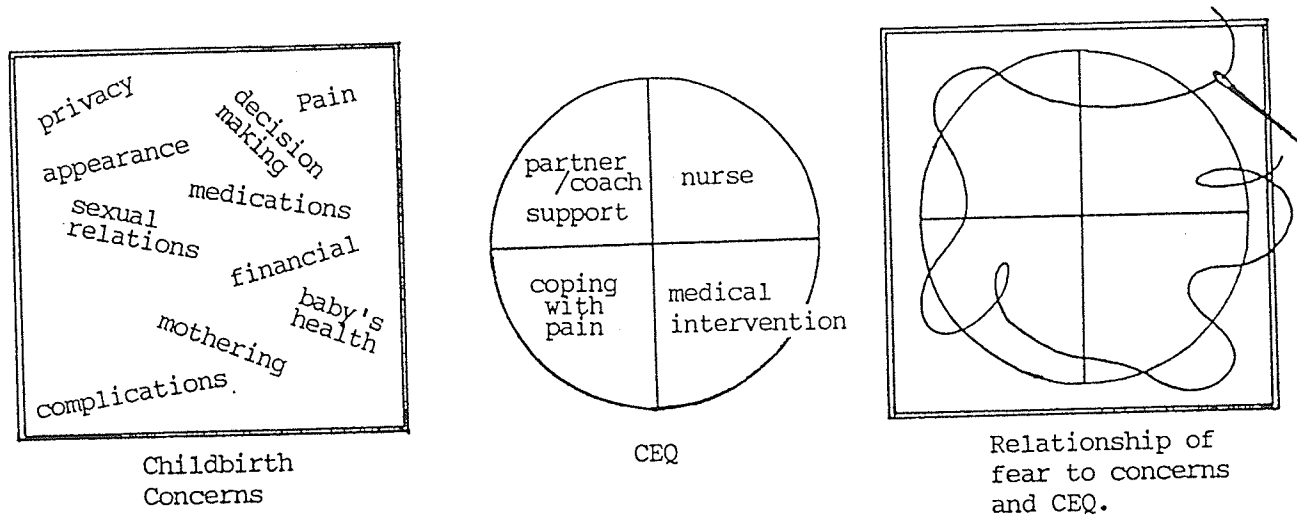 privacy
decision
making
Pain
appearance
medications
sexual
relations
financial
baby's
health
mothering
complications.
Childbirth
Concerns
partner
/coach
support
nurse
coping
with
pain
medical
intervention
CEQ
Relationship of
fear to concerns
and CEQ.